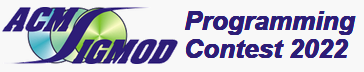 ACM
SIGMOD
Programming
Contest 2022